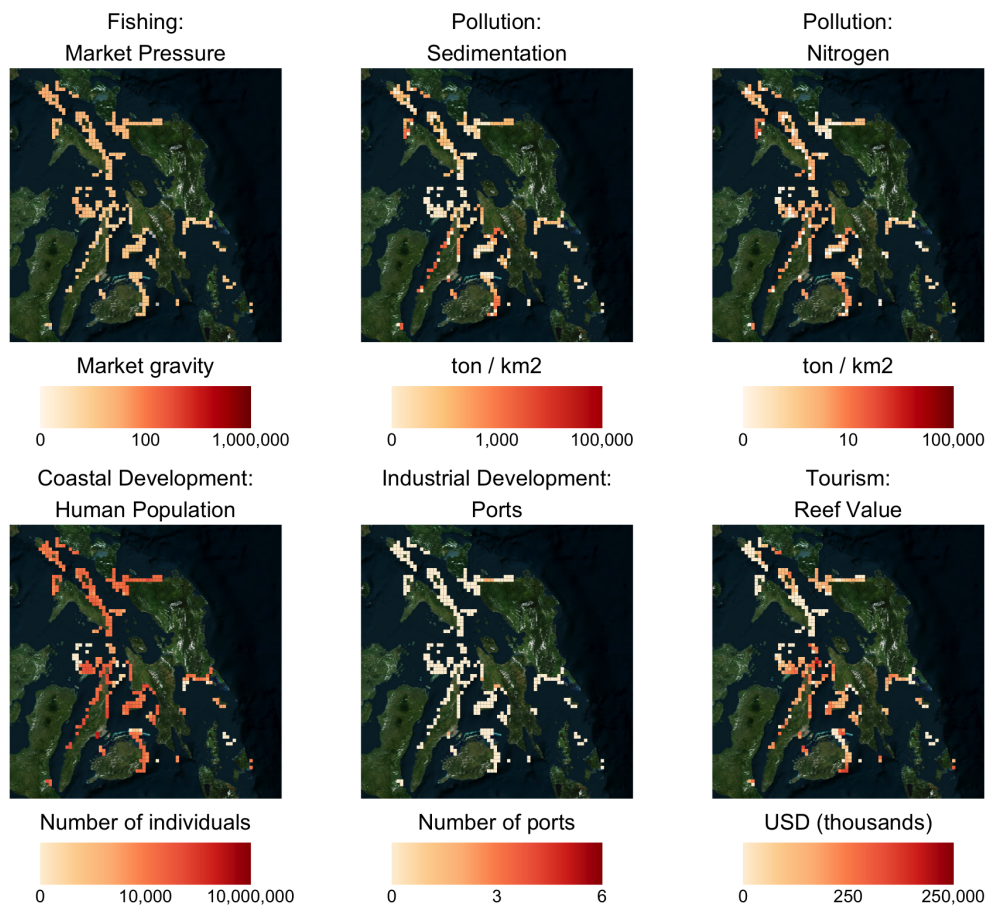 Fishing:
Market Pressure
Pollution:
Sedimentation
Pollution:
Nitrogen
Market gravity
0 100 1,000,000
ton / km2
0 1,000 100,000
ton / km2
0 10 100,000
Coastal Development:
Human Population
Industrial Development:
Ports
Tourism:
Reef Value
Number of individuals
0 10,000 10,000,000
Number of ports
0 3 6
USD (thousands)
0 250 250,000